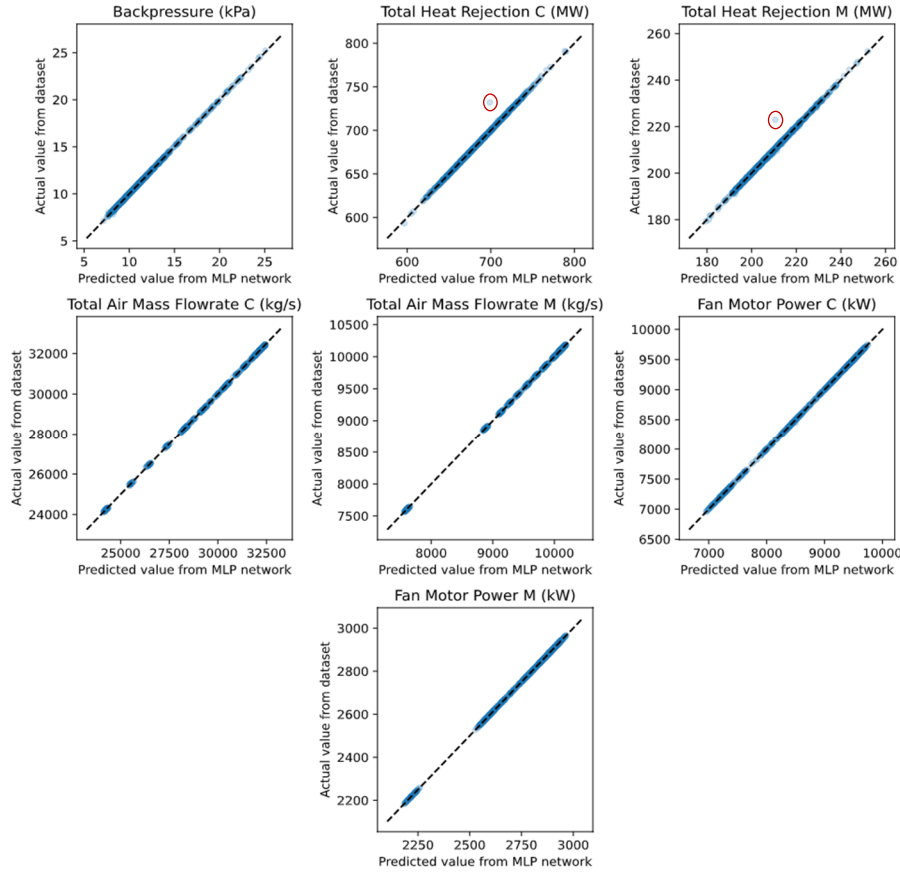 Backpressure (kPa)
Total Heat Rejection C (MW)
Total Heat Rejection M (MW)
Actual value from dataset
25
20
15
10
5
5 10 15 20 25
Predicted value from MLP network
Actual value from dataset
800
750
700
650
600
600 700 800
Predicted value from MLP network
Actual value from dataset
260
240
220
200
180
180 200 220 240 260
Predicted value from MLP network
Total Air Mass Flowrate C (kg/s)
Total Air Mass Flowrate M (kg/s)
Fan Motor Power C (kW)
Actual value from dataset
32000
30000
28000
26000
24000
25000 27500 30000 32500
Predicted value from MLP network
Actual value from dataset
10500
10000
9500
9000
8500
8000
7500
8000 9000 10000
Predicted value from MLP network
Actual value from dataset
10000
9500
9000
8500
8000
7500
7000
6500
7000 8000 9000 10000
Predicted value from MLP network
Fan Motor Power M (kW)
Actual value from dataset
3000
2800
2600
2400
2200
2250 2500 2750 3000
Predicted value from MLP network